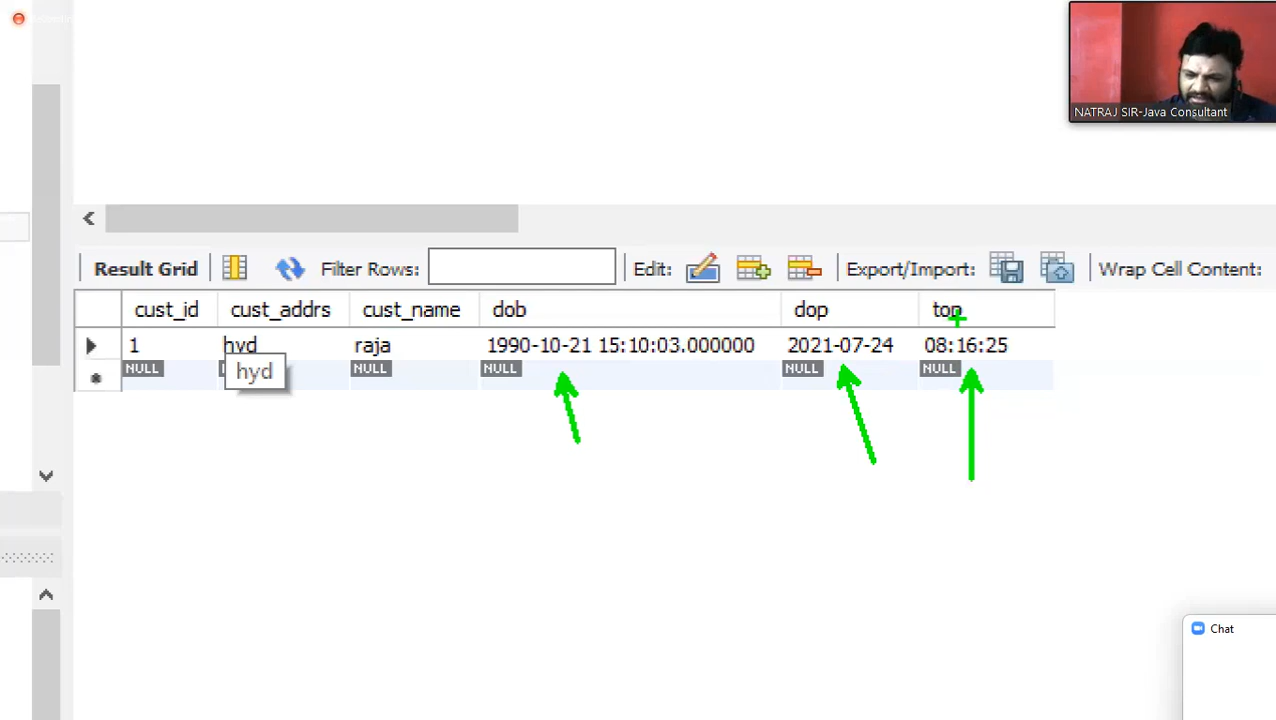 NATRAJ SIR-Java Consultant
Result Grid Filter Rows: Edit: Export/Import: Wrap Cell Content:
cust_id cust_addrs cust_name dob dop top
1 hyd raja 1990-10-21 15:10:03.000000 2021-07-24 08:16:25
NULL NULL NULL NULL NULL
hyd
Chat